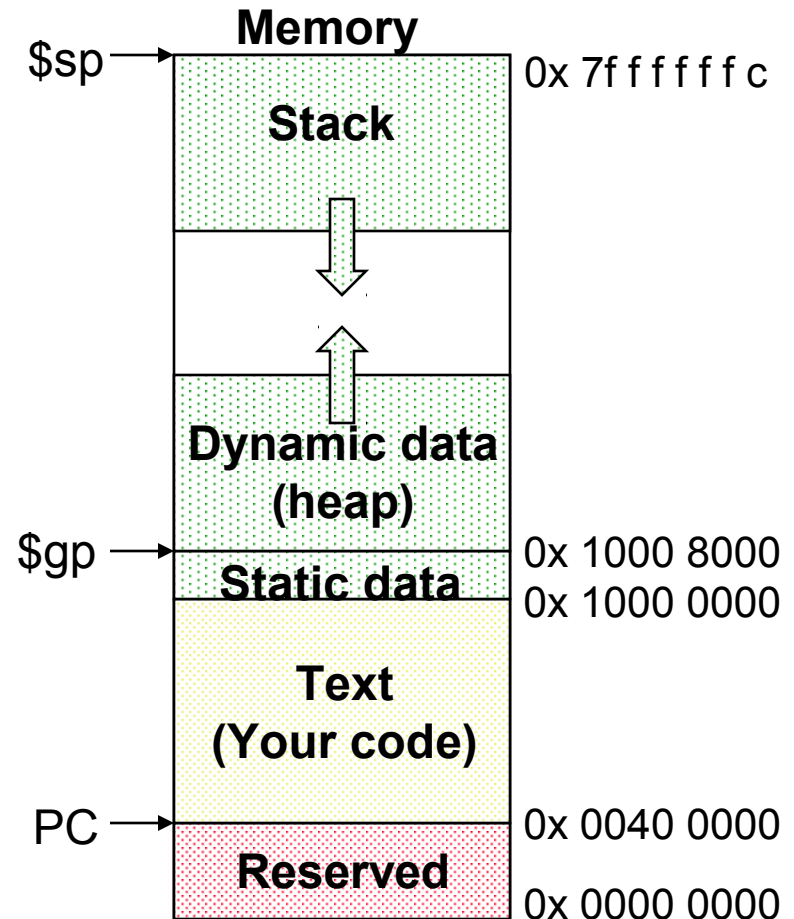 Memory
$sp
0x 7f f f f f f c
Stack
Dynamic data
(heap)
$gp
0x 1000 8000
Static data
0x 1000 0000
Text
(Your code)
PC
0x 0040 0000
Reserved
0x 0000 0000